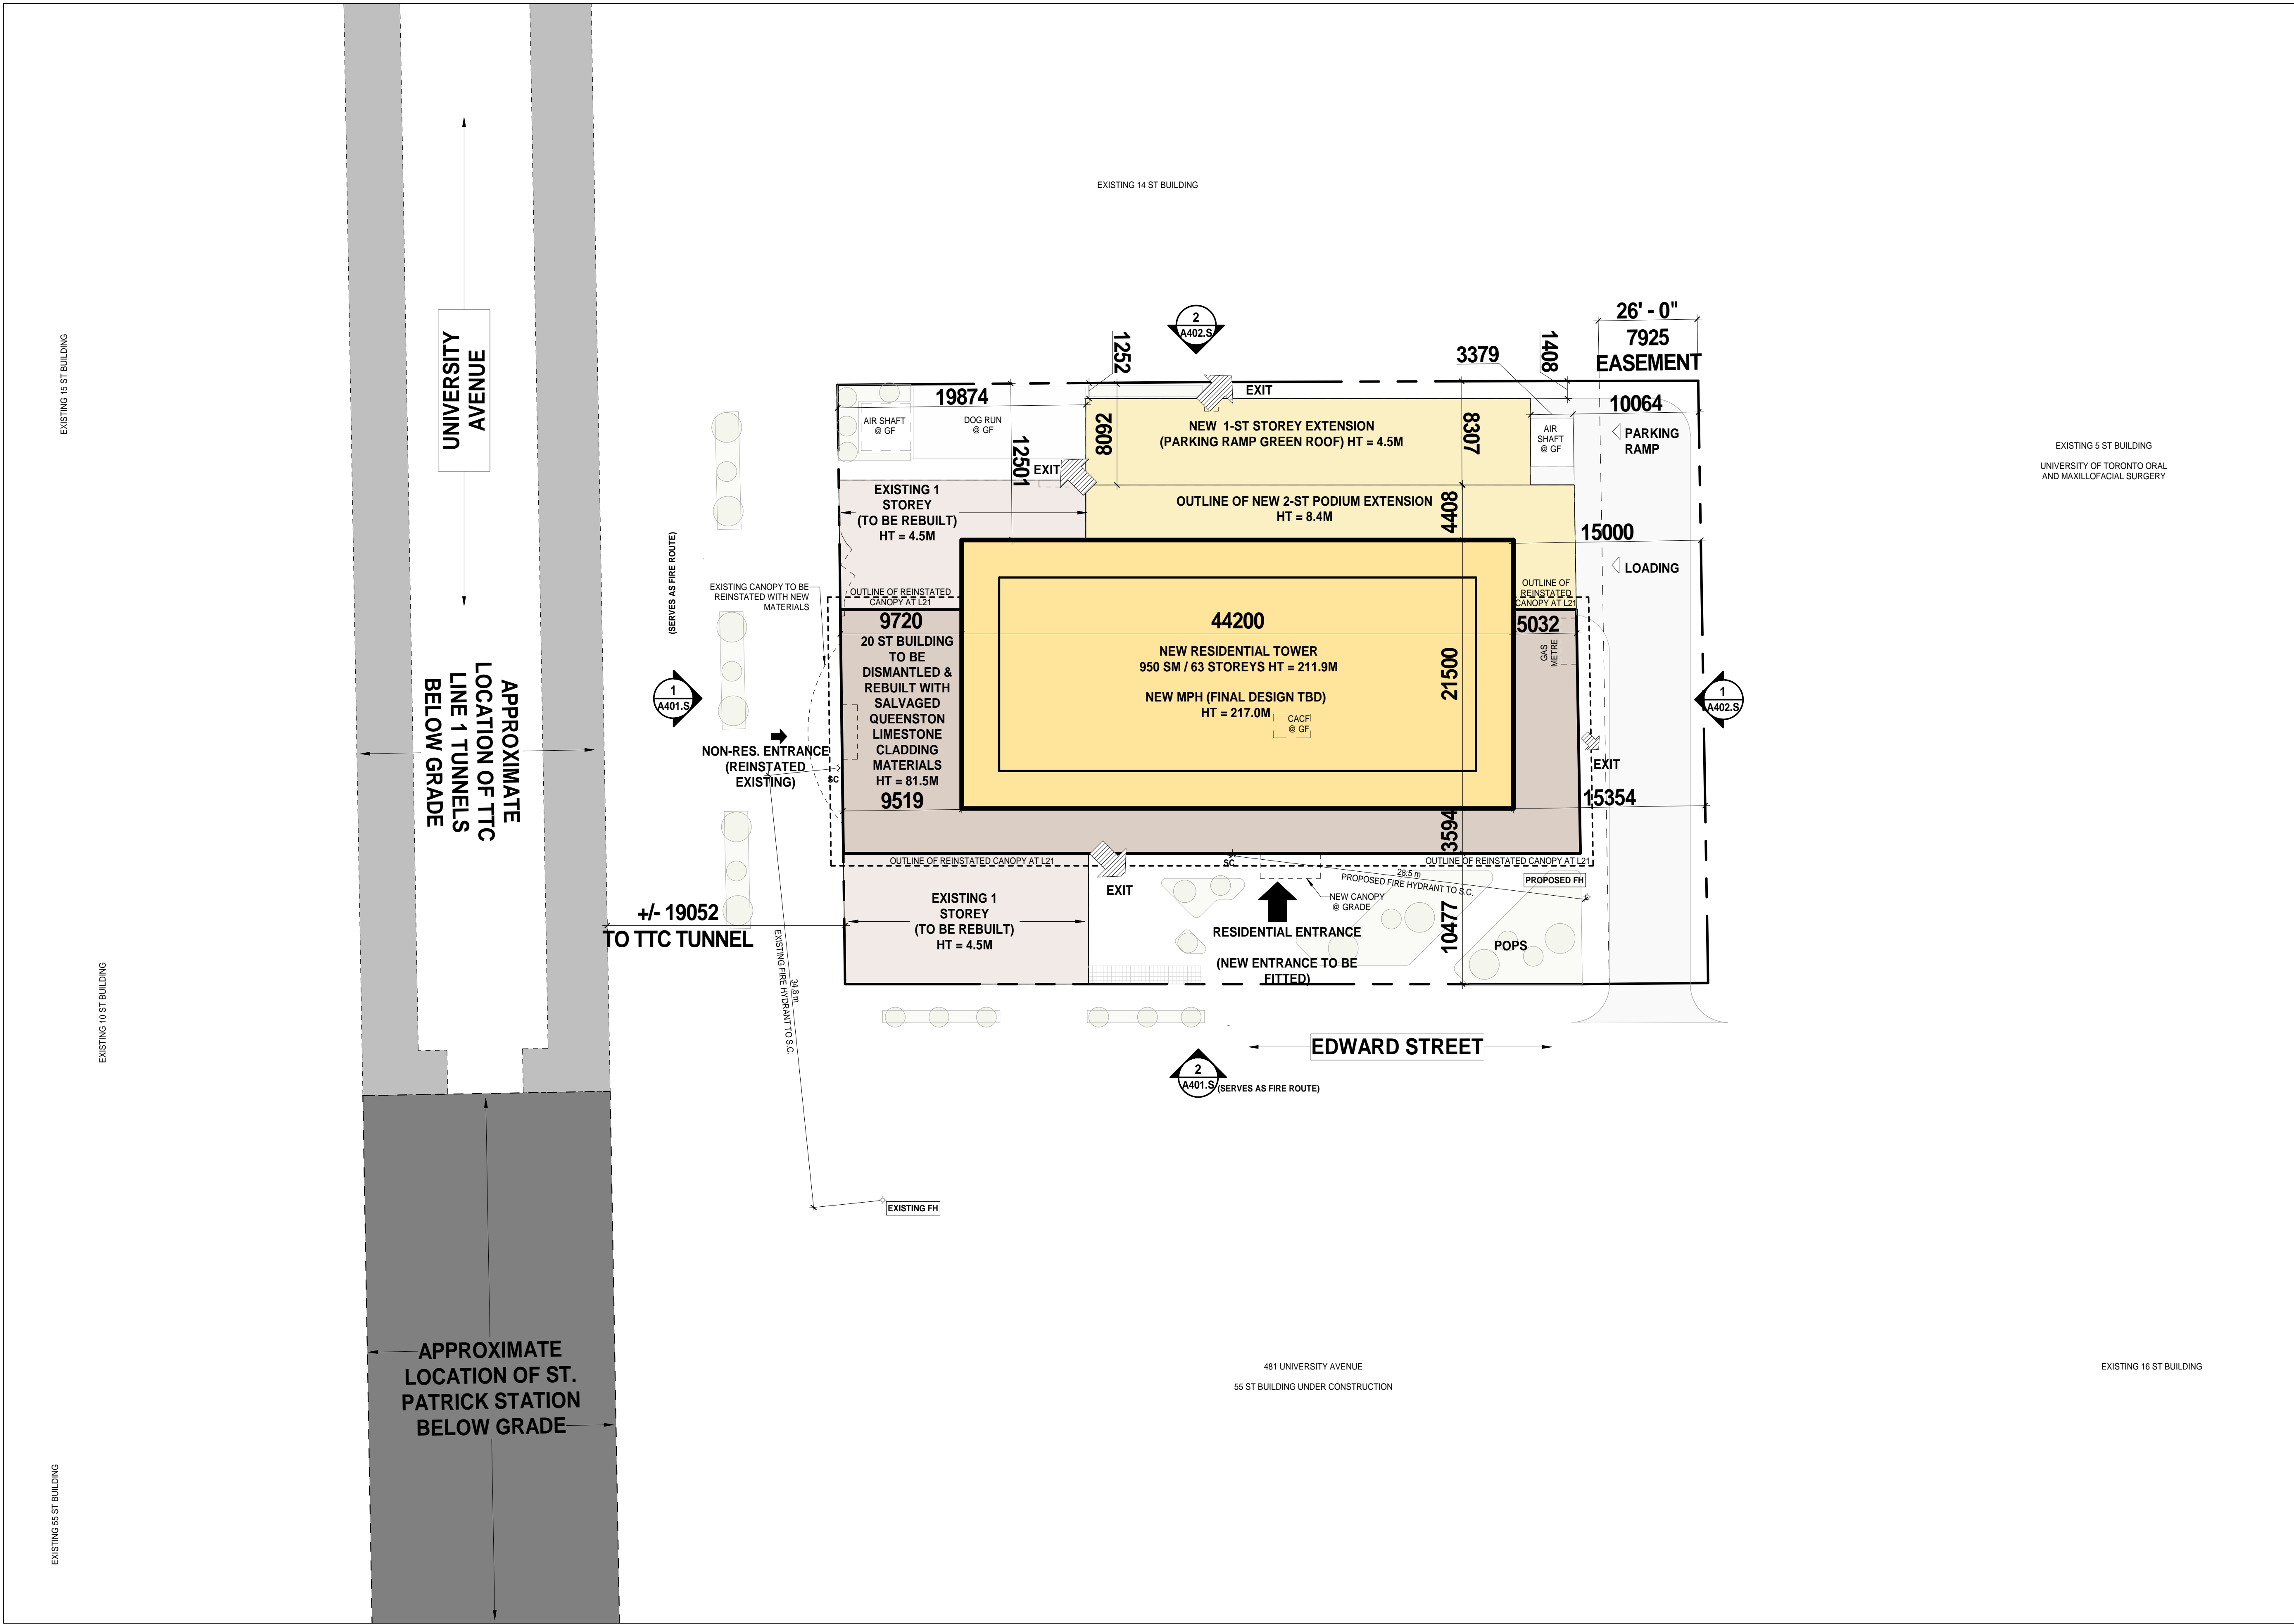 EXISTING 14 ST BUILDING
EXISTING 15 ST BUILDING
UNIVERSITY
AVENUE
APPROXIMATE
LOCATION OF TTC
LINE 1 TUNNELS
BELOW GRADE
EXISTING 10 ST BUILDING
EXISTING 55 ST BUILDING
APPROXIMATE
LOCATION OF ST.
PATRICK STATION
BELOW GRADE
+/- 19052
TO TTC TUNNEL
(SERVES AS FIRE ROUTE)
1
A401.S
2
A402.S
26' - 0"
7925
EASEMENT
1252
3379
1408
19874
EXIT
10064
AIR SHAFT
@ GF
DOG RUN
@ GF
12501
2608
NEW 1-ST STOREY EXTENSION
(PARKING RAMP GREEN ROOF) HT = 4.5M
8307
AIR
SHAFT
@ GF
PARKING
RAMP
EXIT
EXISTING 1
STOREY
(TO BE REBUILT)
HT = 4.5M
OUTLINE OF NEW 2-ST PODIUM EXTENSION
HT = 8.4M
4408
15000
LOADING
EXISTING CANOPY TO BE
REINSTATED WITH NEW
MATERIALS
OUTLINE OF REINSTATED
CANOPY AT L21
OUTLINE OF
REINSTATED
CANOPY AT L21
9720
44200
5032
20 ST BUILDING
TO BE
DISMANTLED &
REBUILT WITH
SALVAGED
QUEENSTON
LIMESTONE
CLADDING
MATERIALS
HT = 81.5M
9519
NEW RESIDENTIAL TOWER
950 SM / 63 STOREYS HT = 211.9M
NEW MPH (FINAL DESIGN TBD)
HT = 217.0M
CACF
@ GF
21500
GAS
METRE
1
A402.S
NON-RES. ENTRANCE
(REINSTATED
EXISTING)
SC
EXIT
15354
3594
OUTLINE OF REINSTATED CANOPY AT L21
SC
OUTLINE OF REINSTATED CANOPY AT L21
28.5 m
PROPOSED FIRE HYDRANT TO S.C.
PROPOSED FH
EXIT
NEW CANOPY
@ GRADE
EXISTING 1
STOREY
(TO BE REBUILT)
HT = 4.5M
RESIDENTIAL ENTRANCE
(NEW ENTRANCE TO BE
FITTED)
10477
POPS
34.8 m
EXISTING FIRE HYDRANT TO S.C.
EDWARD STREET
2
A401.S
(SERVES AS FIRE ROUTE)
EXISTING FH
EXISTING 5 ST BUILDING
UNIVERSITY OF TORONTO ORAL
AND MAXILLOFACIAL SURGERY
481 UNIVERSITY AVENUE
55 ST BUILDING UNDER CONSTRUCTION
EXISTING 16 ST BUILDING